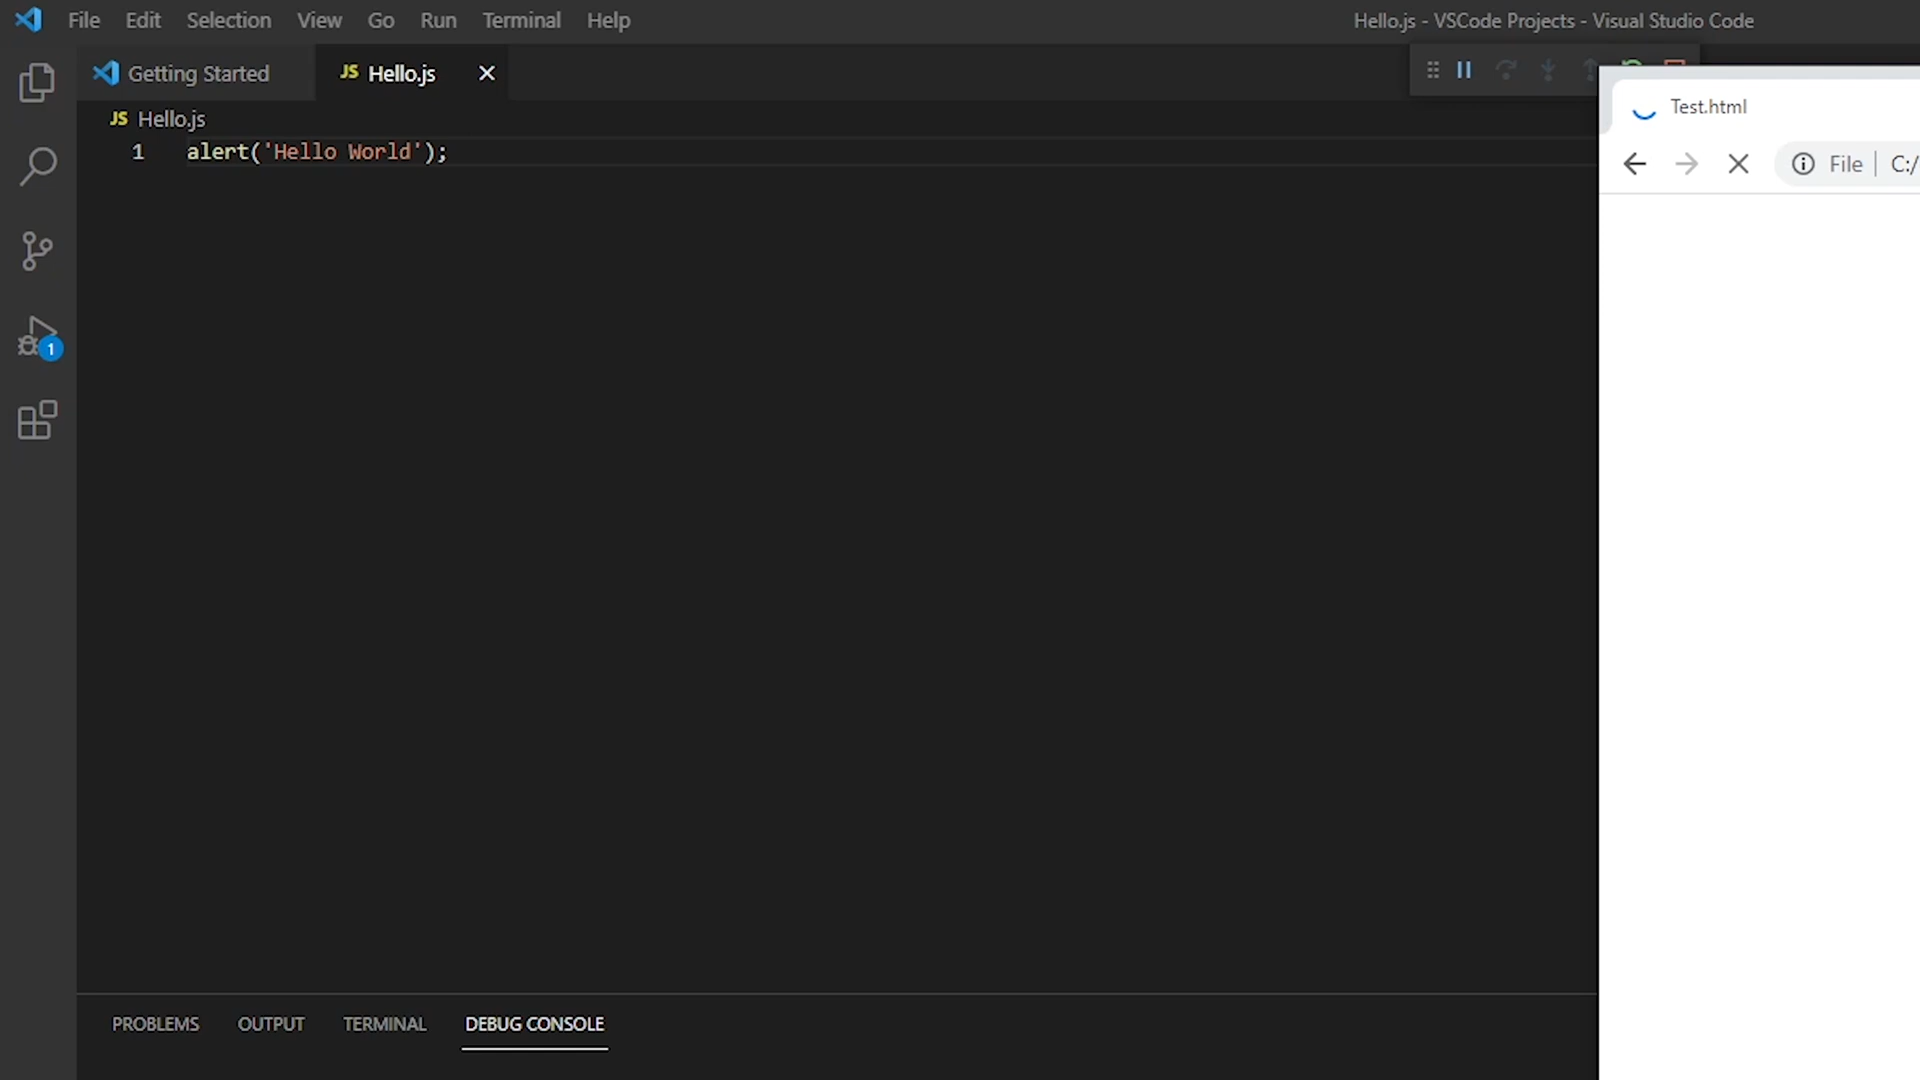 File Edit Selection View Go Run Terminal Help
Hello.js - VSCode Projects - Visual Studio Code
Getting Started
JS Hello.js
JS Hello.js
1 alert('Hello World');
1
PROBLEMS OUTPUT TERMINAL DEBUG CONSOLE
Test.html
File C:/